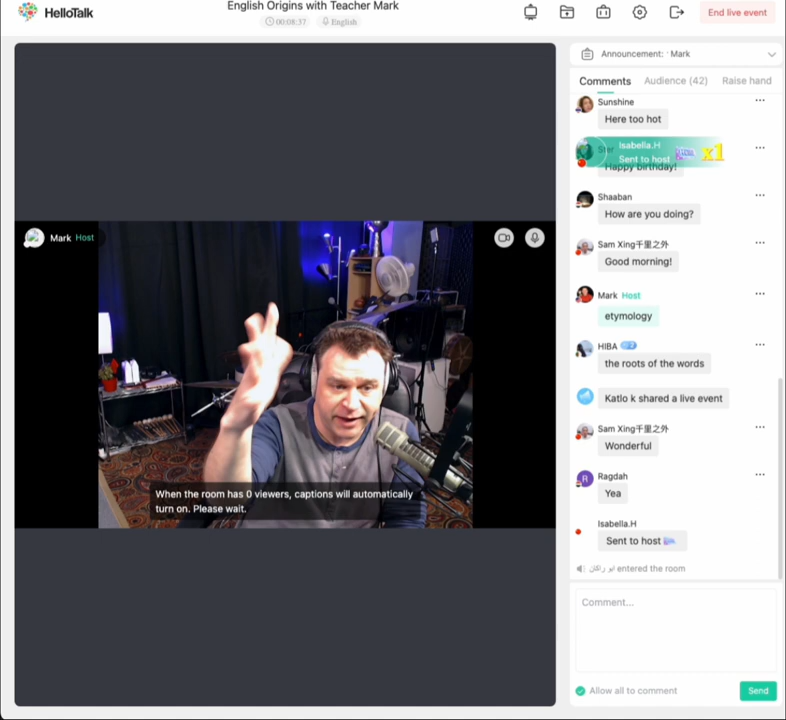 HelloTalk
English Origins with Teacher Mark
00:08:37
English
End live event
Announcement: Mark
Comments
Audience (42)
Raise hand
Mark Host
When the room has 0 viewers, captions will automatically
turn on. Please wait.
Sunshine
Here too hot
Isabella.H
Sent to host
x1
Happy birthday!
Shaaban
How are you doing?
Sam Xing千里之外
Good morning!
Mark Host
etymology
HIBA
the roots of the words
Katlo k shared a live event
Sam Xing千里之外
Wonderful
R
Ragdah
Yea
Isabella.H
Sent to host
ابو راكان entered the room
Comment...
Allow all to comment
Send